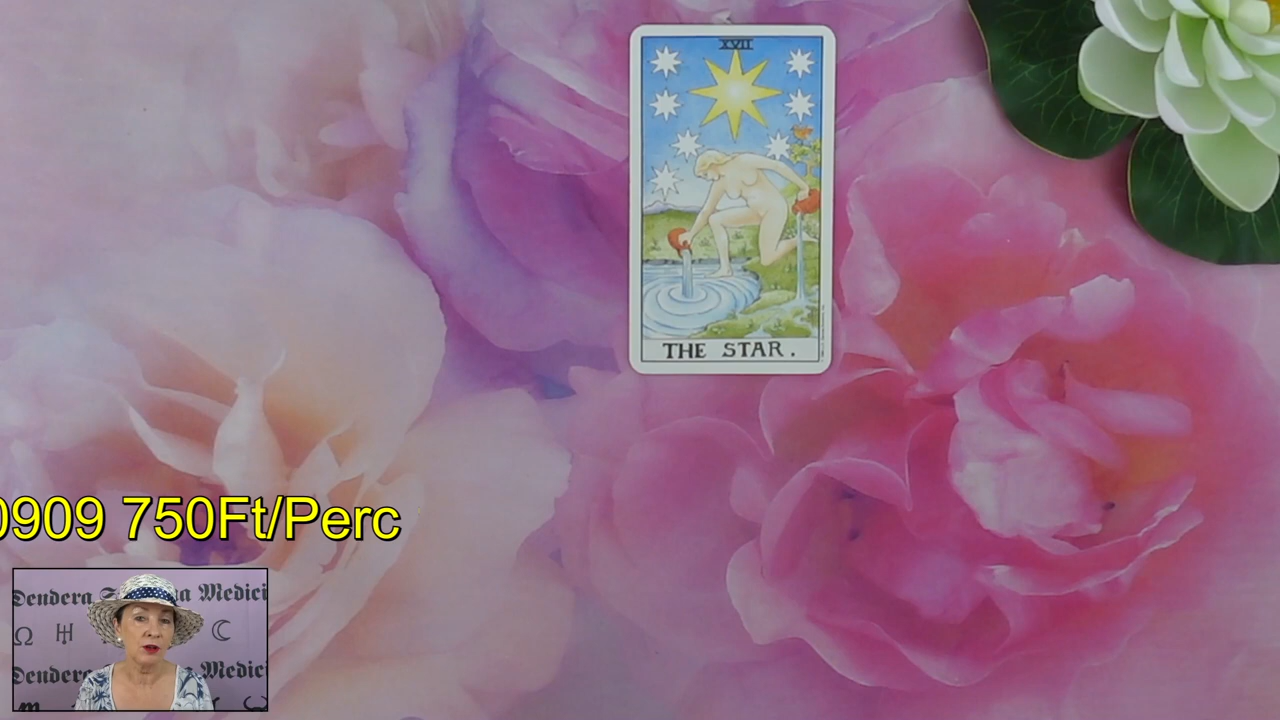 XVII
THE STAR.
0909 750Ft/Perc
Dendera
Medici
Dendera
Medici